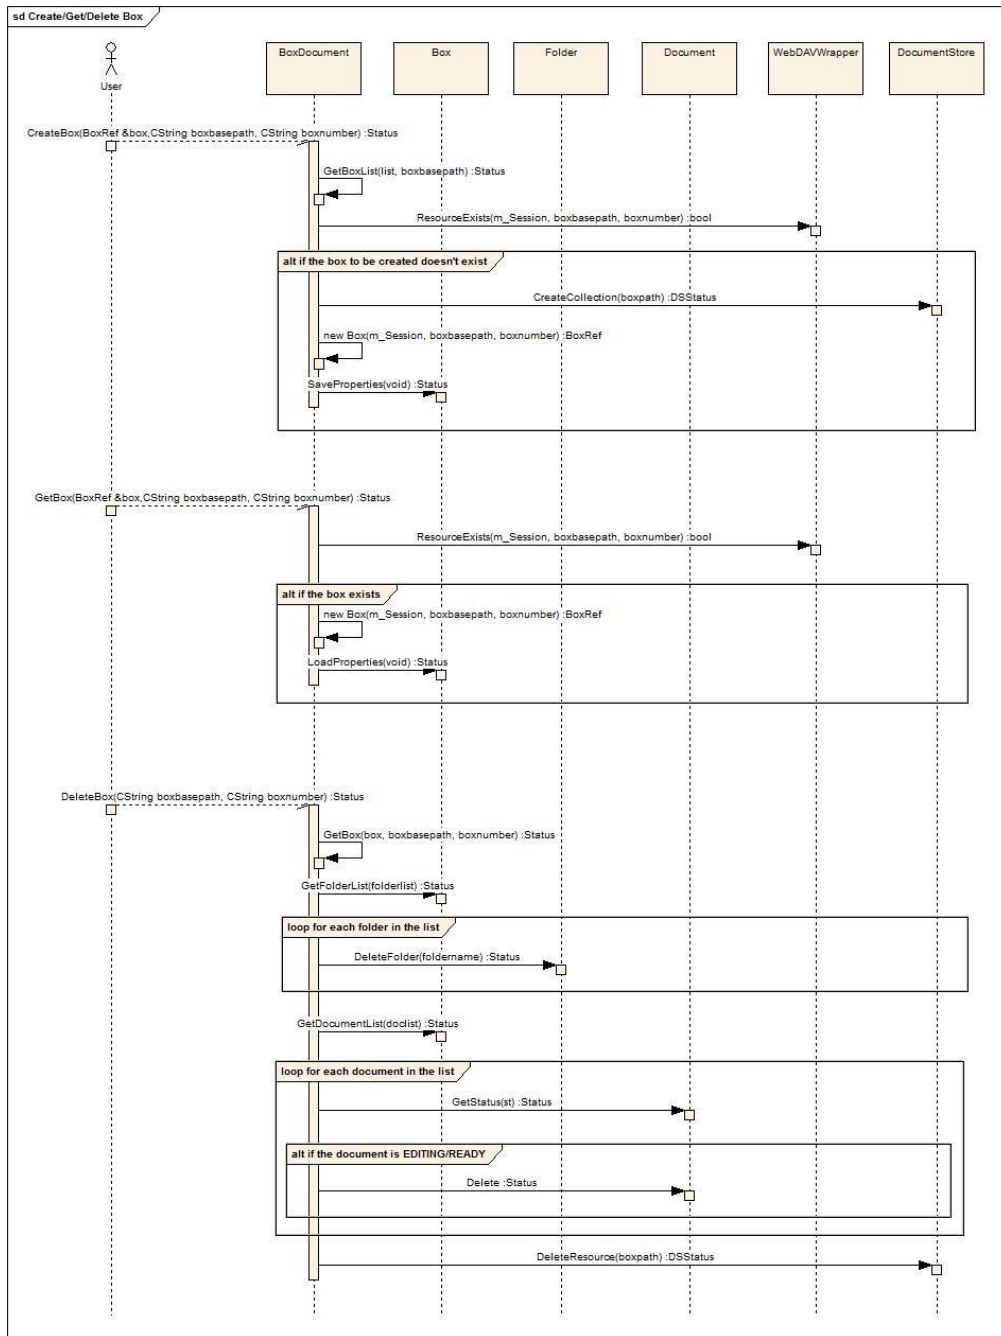 sd Create/Get/Delete Box
User
BoxDocument
Box
Folder
Document
WebDAVWrapper
DocumentStore
CreateBox(BoxRef &box,CString boxbasepath, CString boxnumber) :Status
GetBoxList(list, boxbasepath) :Status
ResourceExists(m_Session, boxbasepath, boxnumber) :bool
alt if the box to be created doesn't exist
CreateCollection(boxpath) :DSStatus
new Box(m_Session, boxbasepath, boxnumber) :BoxRef
SaveProperties(void) :Status
GetBox(BoxRef &box,CString boxbasepath, CString boxnumber) :Status
ResourceExists(m_Session, boxbasepath, boxnumber) :bool
alt if the box exists
new Box(m_Session, boxbasepath, boxnumber) :BoxRef
LoadProperties(void) :Status
DeleteBox(CString boxbasepath, CString boxnumber) :Status
GetBox(box, boxbasepath, boxnumber) :Status
GetFolderList(folderlist) :Status
loop for each folder in the list
DeleteFolder(foldername) :Status
GetDocumentList(doclist) :Status
loop for each document in the list
GetStatus(st) :Status
alt if the document is EDITING/READY
Delete :Status
DeleteResource(boxpath) :DSStatus